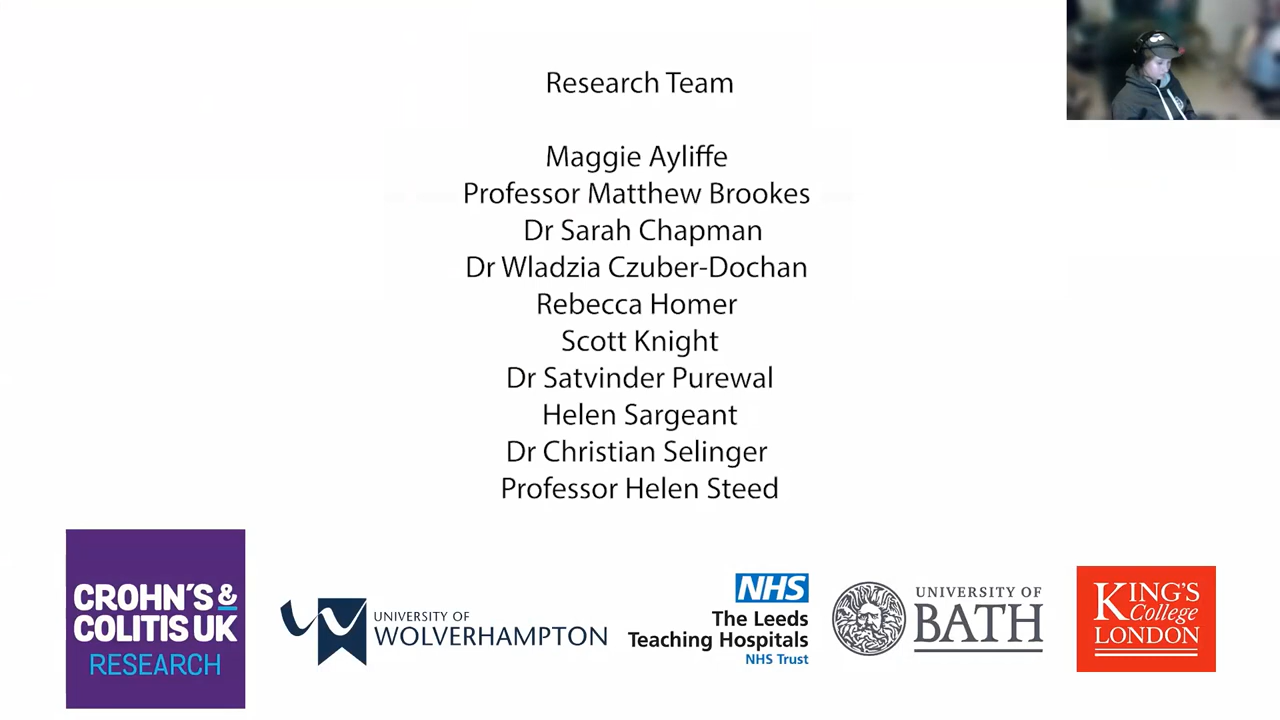 Research Team
Maggie Ayliffe
Professor Matthew Brookes
Dr Sarah Chapman
Dr Wladzia Czuber-Dochan
Rebecca Homer
Scott Knight
Dr Satvinder Purewal
Helen Sargeant
Dr Christian Selinger
Professor Helen Steed
CROHN'S &
COLITIS UK
RESEARCH
UNIVERSITY OF
WOLVERHAMPTON
NHS
The Leeds
Teaching Hospitals
NHS Trust
UNIVERSITY OF
BATH
KING'S
College
LONDON